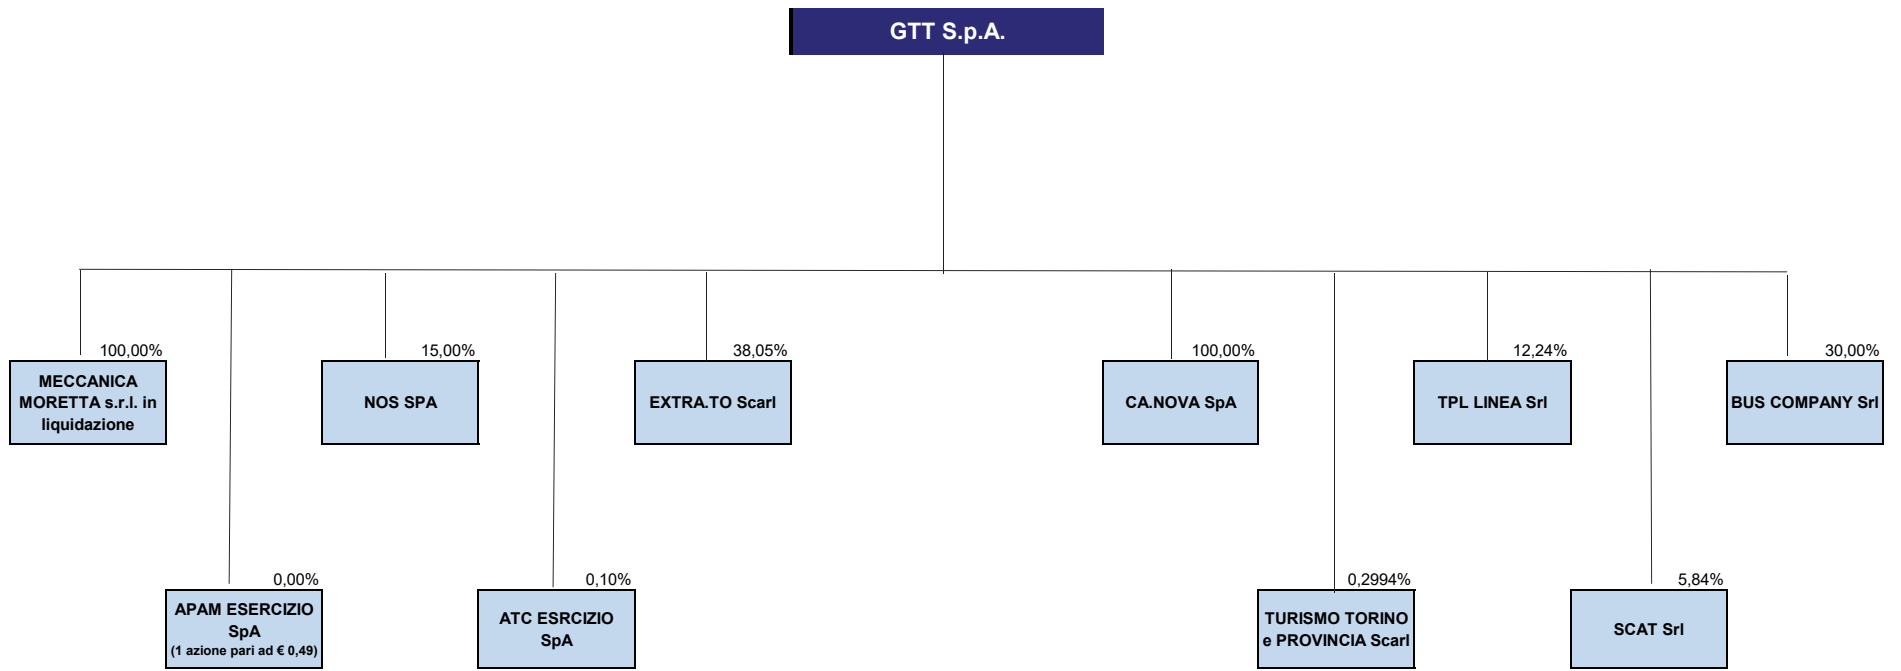 GTT S.p.A.
100,00%
MECCANICA
MORETTA s.r.l. in
liquidazione
15,00%
NOS SPA
38,05%
EXTRA.TO Scarl
100,00%
CA.NOVA SpA
12,24%
TPL LINEA Srl
30,00%
BUS COMPANY Srl
0,00%
APAM ESERCIZIO
SpA
(1 azione pari ad € 0,49)
0,10%
ATC ESRCIZIO
SpA
0,2994%
TURISMO TORINO
e PROVINCIA Scarl
5,84%
SCAT Srl